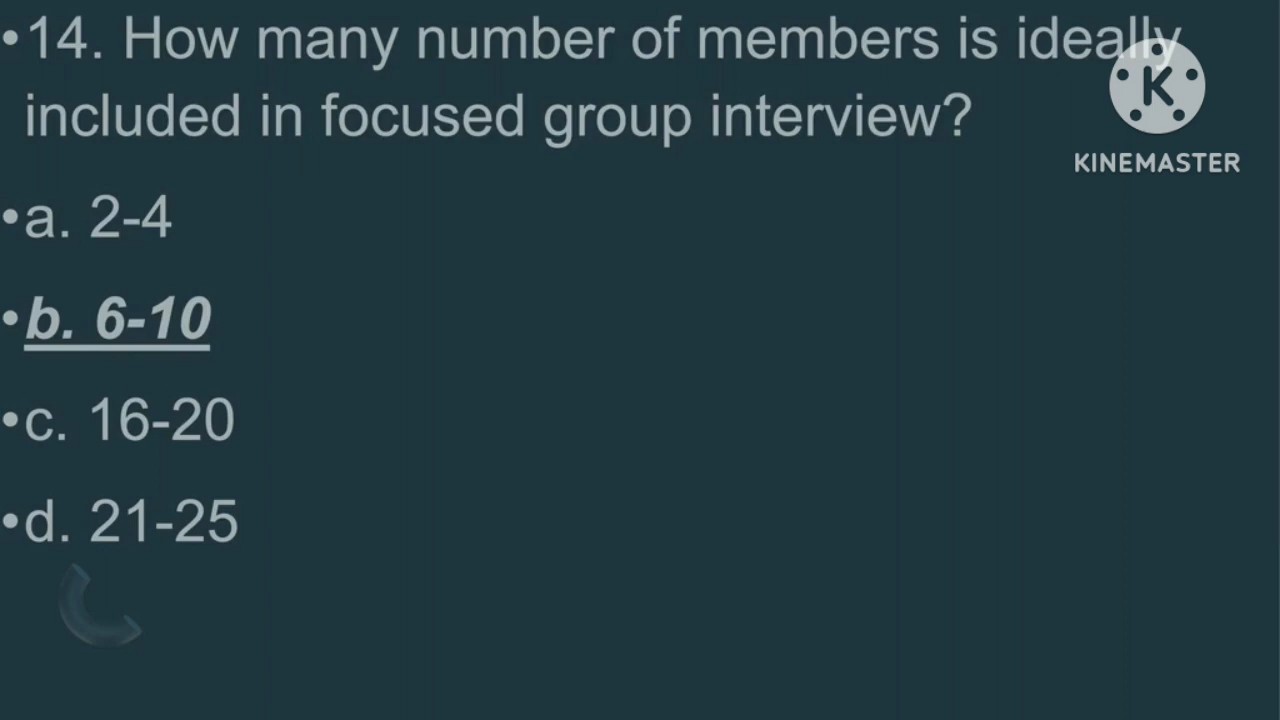 •14. How many number of members is ideally
included in focused group interview?
K
KINEMASTER
•a. 2-4
•b. 6-10
•c. 16-20
•d. 21-25